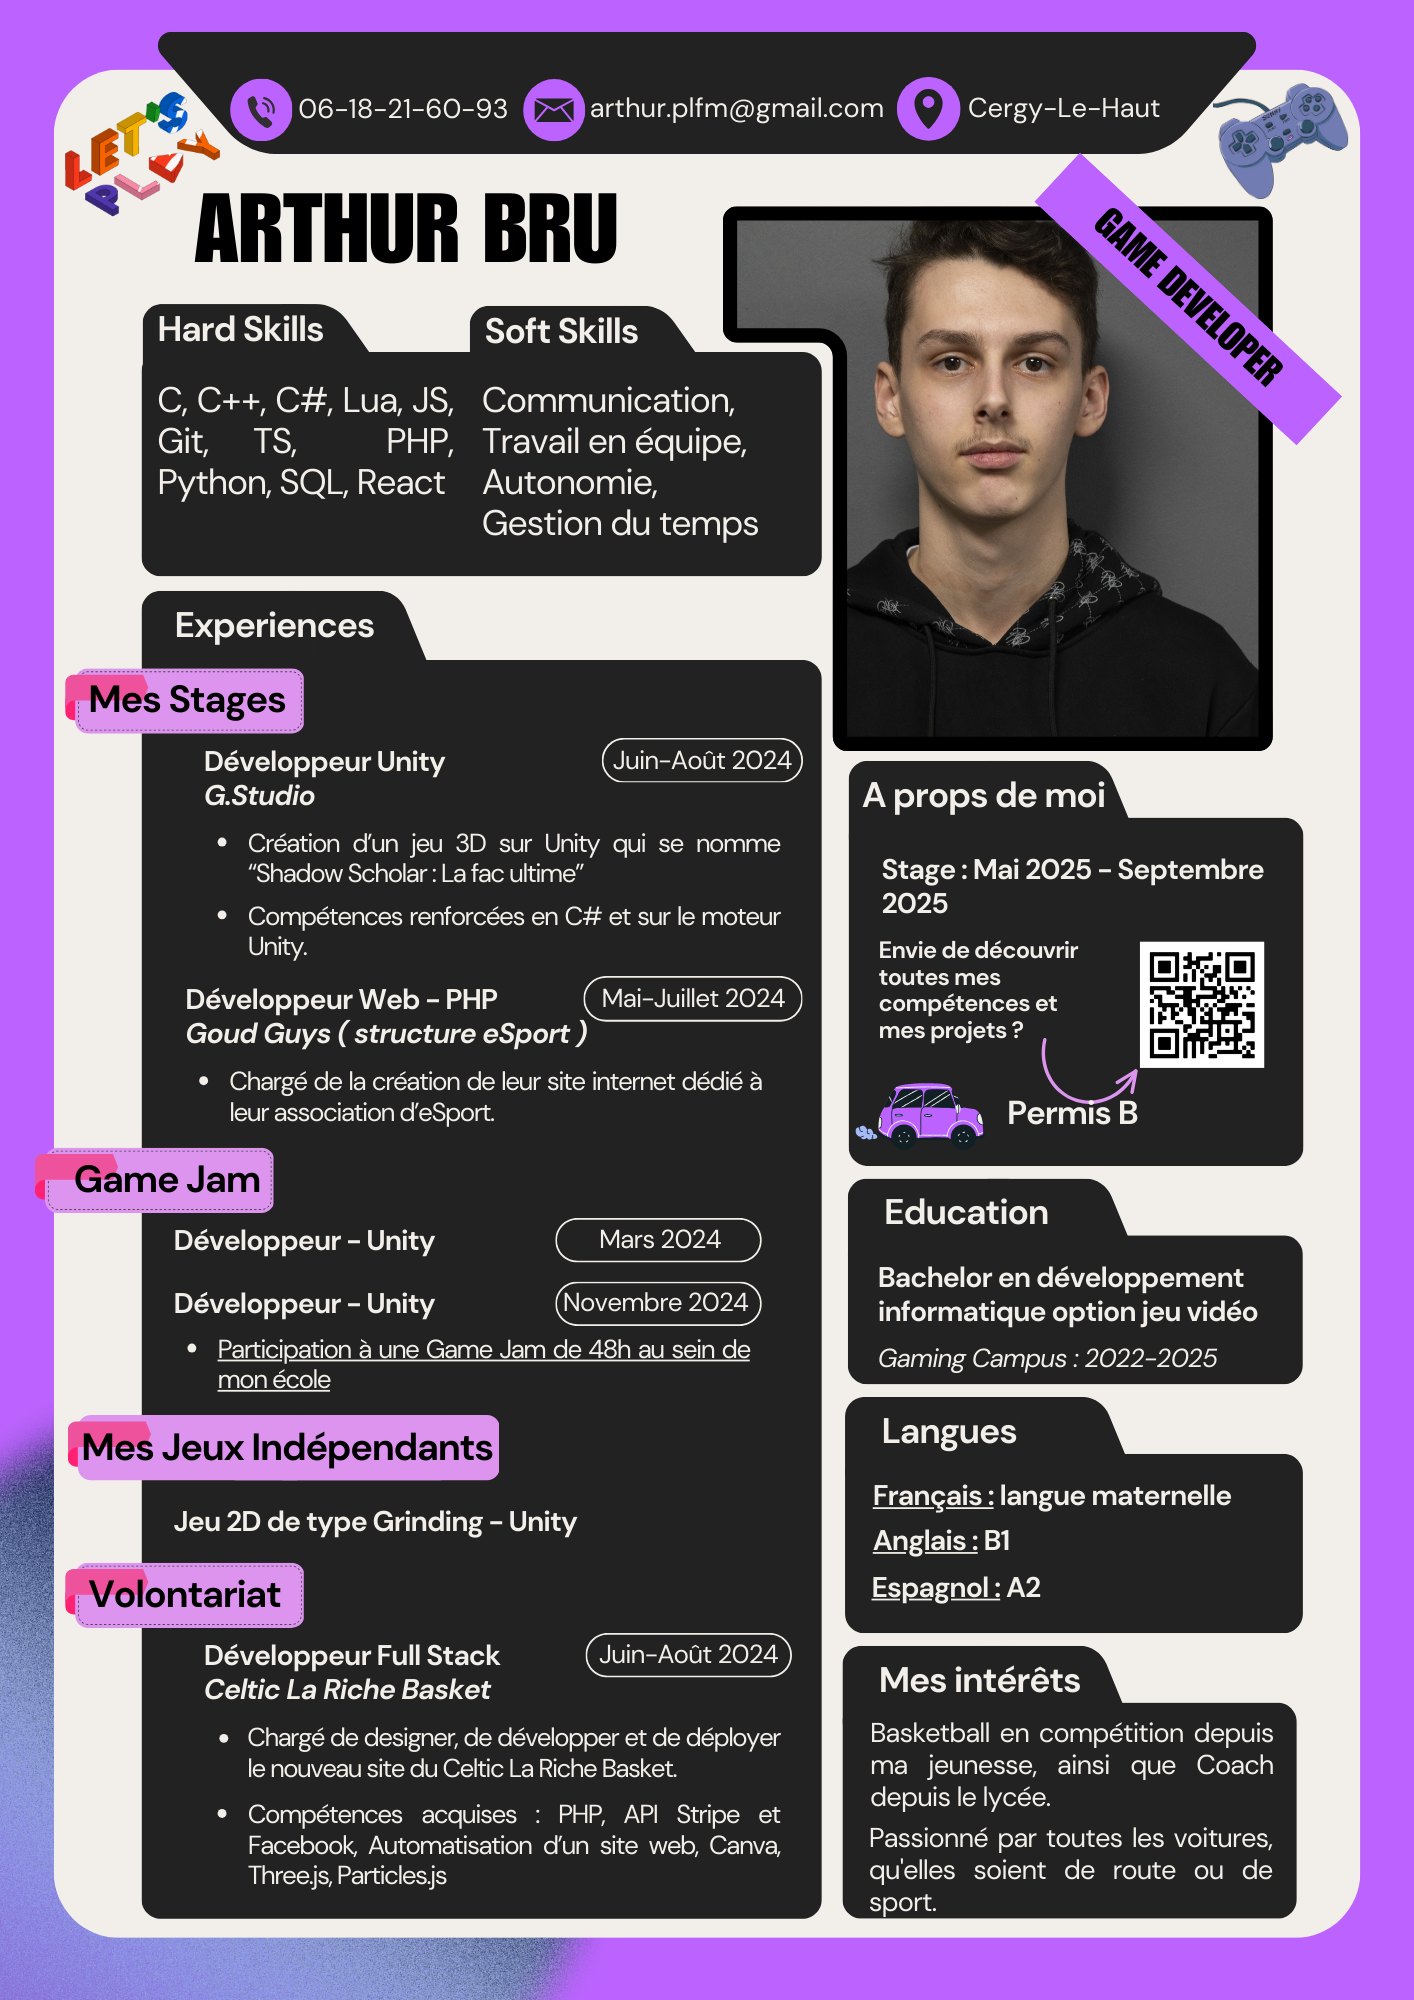 06-18-21-60-93
arthur.plfm@gmail.com
Cergy-Le-Haut
LET'S
PLAY
ARTHUR BRU
GAME DEVELOPER
Hard Skills
C, C++, C#, Lua, JS,
Git, TS, PHP,
Python, SQL, React
Soft Skills
Communication,
Travail en équipe,
Autonomie,
Gestion du temps
Experiences
Mes Stages
Développeur Unity
Juin-Août 2024
G.Studio
• Création d’un jeu 3D sur Unity qui se nomme
“Shadow Scholar : La fac ultime”
• Compétences renforcées en C# et sur le moteur
Unity.
Développeur Web - PHP
Mai-Juillet 2024
Goud Guys ( structure eSport )
• Chargé de la création de leur site internet dédié à
leur association d’eSport.
Game Jam
Développeur - Unity
Mars 2024
Développeur - Unity
Novembre 2024
• Participation à une Game Jam de 48h au sein de
mon école
Mes Jeux Indépendants
Jeu 2D de type Grinding - Unity
Volontariat
Développeur Full Stack
Juin-Août 2024
Celtic La Riche Basket
• Chargé de designer, de développer et de déployer
le nouveau site du Celtic La Riche Basket.
• Compétences acquises : PHP, API Stripe et
Facebook, Automatisation d’un site web, Canva,
Three.js, Particles.js
A props de moi
Stage : Mai 2025 - Septembre
2025
Envie de découvrir
toutes mes
compétences et
mes projets ?
Permis B
Education
Bachelor en développement
informatique option jeu vidéo
Gaming Campus : 2022-2025
Langues
Français : langue maternelle
Anglais : B1
Espagnol : A2
Mes intérêts
Basketball en compétition depuis
ma jeunesse, ainsi que Coach
depuis le lycée.
Passionné par toutes les voitures,
qu'elles soient de route ou de
sport.